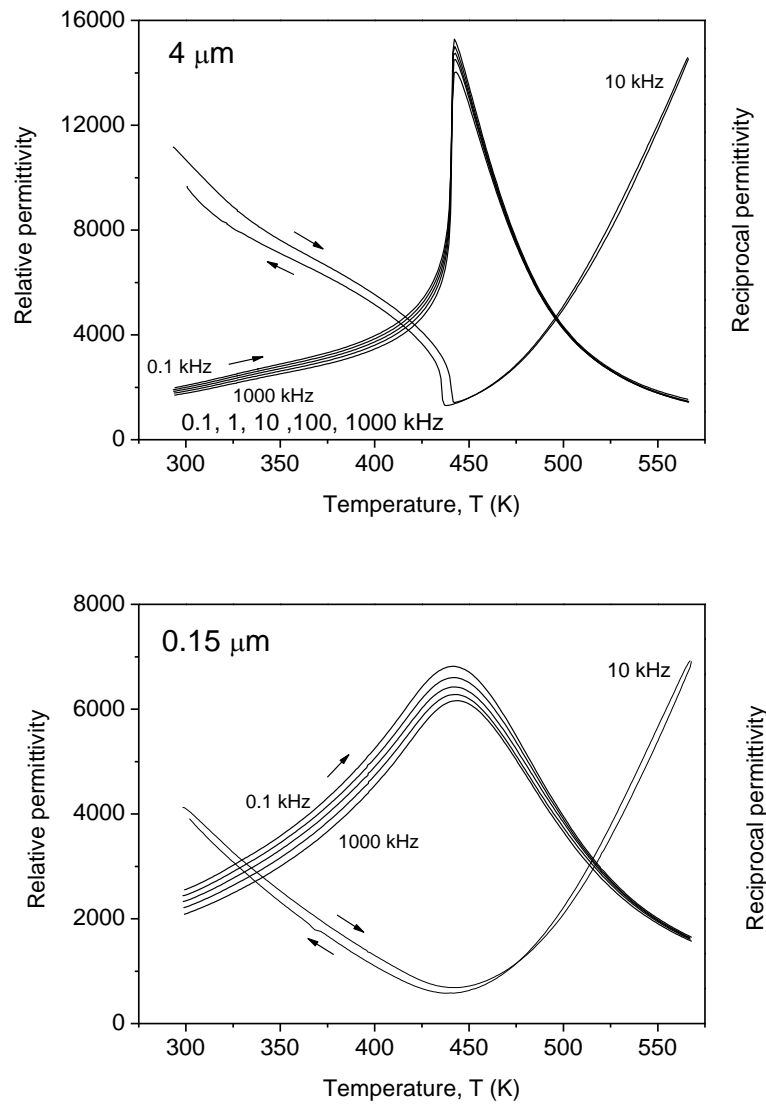 4 μm
16000
12000
8000
4000
0
Relative permittivity
Reciprocal permittivity
10 kHz
0.1 kHz
1000 kHz
0.1, 1, 10 ,100, 1000 kHz
300 350 400 450 500 550
Temperature, T (K)
0.15 μm
8000
6000
4000
2000
0
Relative permittivity
Reciprocal permittivity
10 kHz
0.1 kHz
1000 kHz
300 350 400 450 500 550
Temperature, T (K)